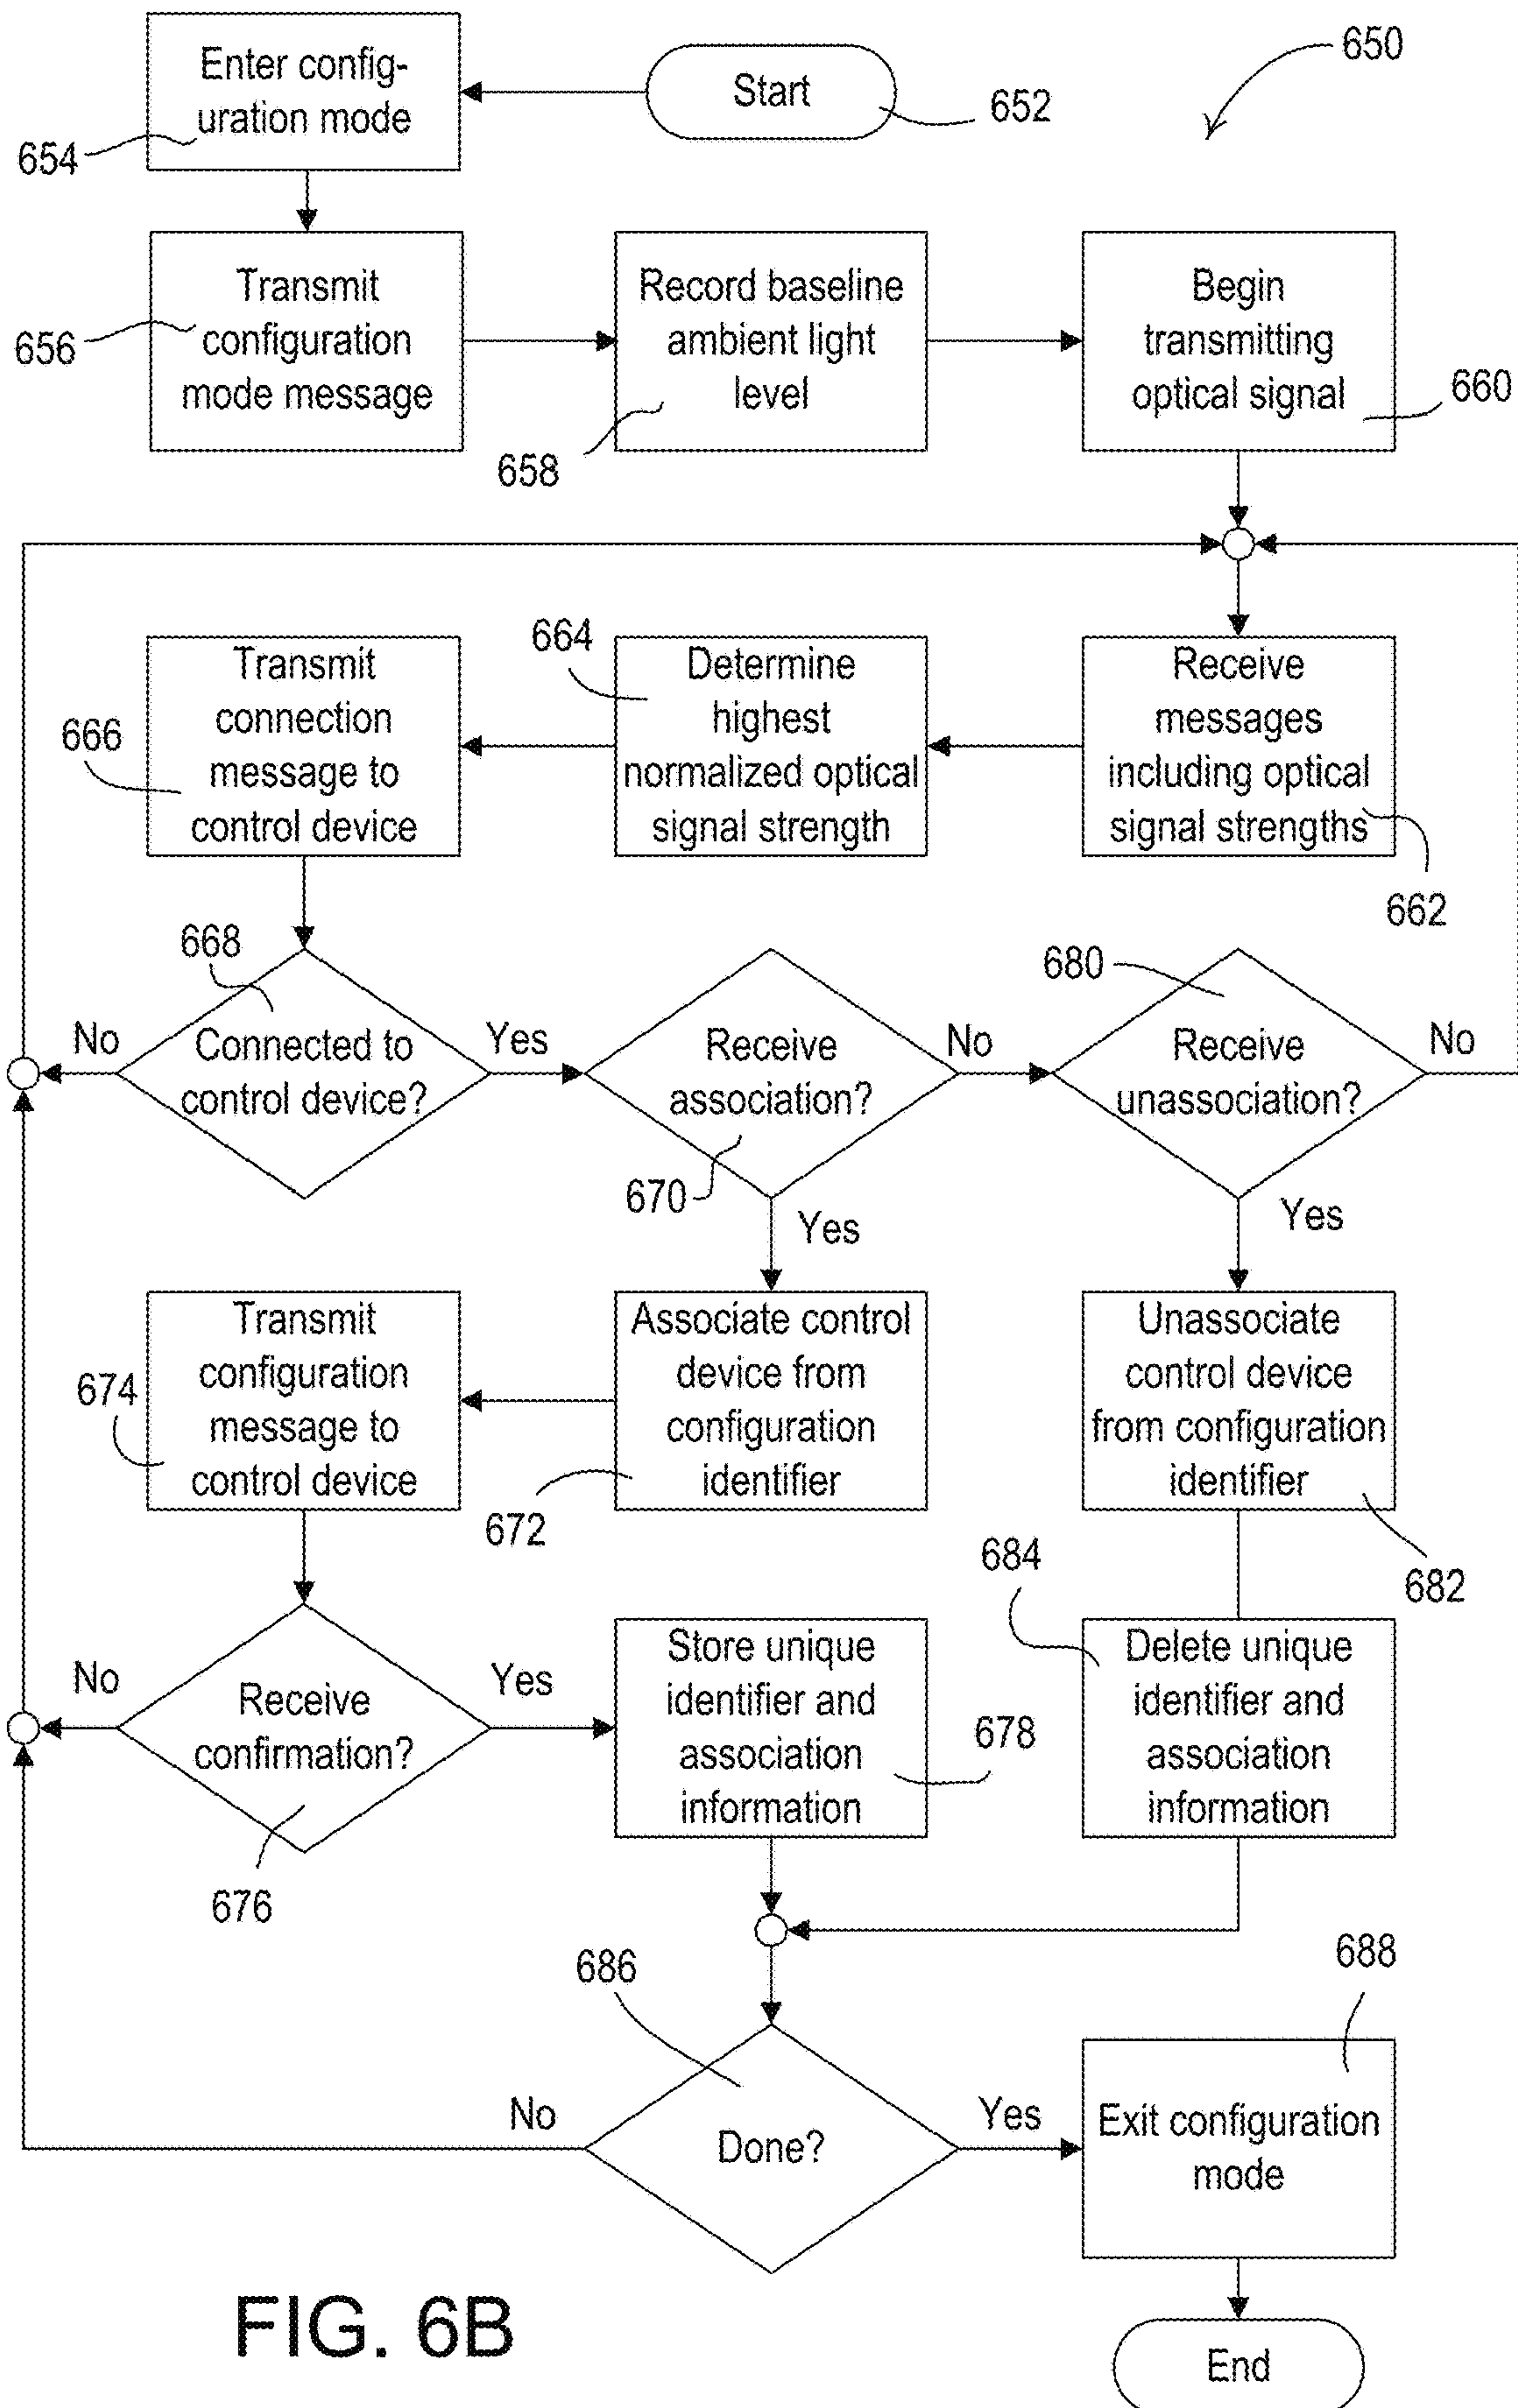 Enter config-
uration mode
Start
650
652
654
Transmit
configuration
mode message
656
Record baseline
ambient light
level
658
Begin
transmitting
optical signal
660
Transmit
connection
message to
control device
666
664
Determine
highest
normalized optical
signal strength
Receive
messages
including optical
signal strengths
662
668
No
Connected to
control device?
Yes
Receive
association?
670
No
Yes
680
Receive
unassociation?
No
Yes
Transmit
configuration
message to
control device
674
Associate control
device from
configuration
identifier
672
Unassociate
control device
from configuration
identifier
682
No
Receive
confirmation?
Yes
676
Store unique
identifier and
association
information
678
684
Delete unique
identifier and
association
information
686
No
Done?
Yes
688
Exit configuration
mode
End
FIG. 6B